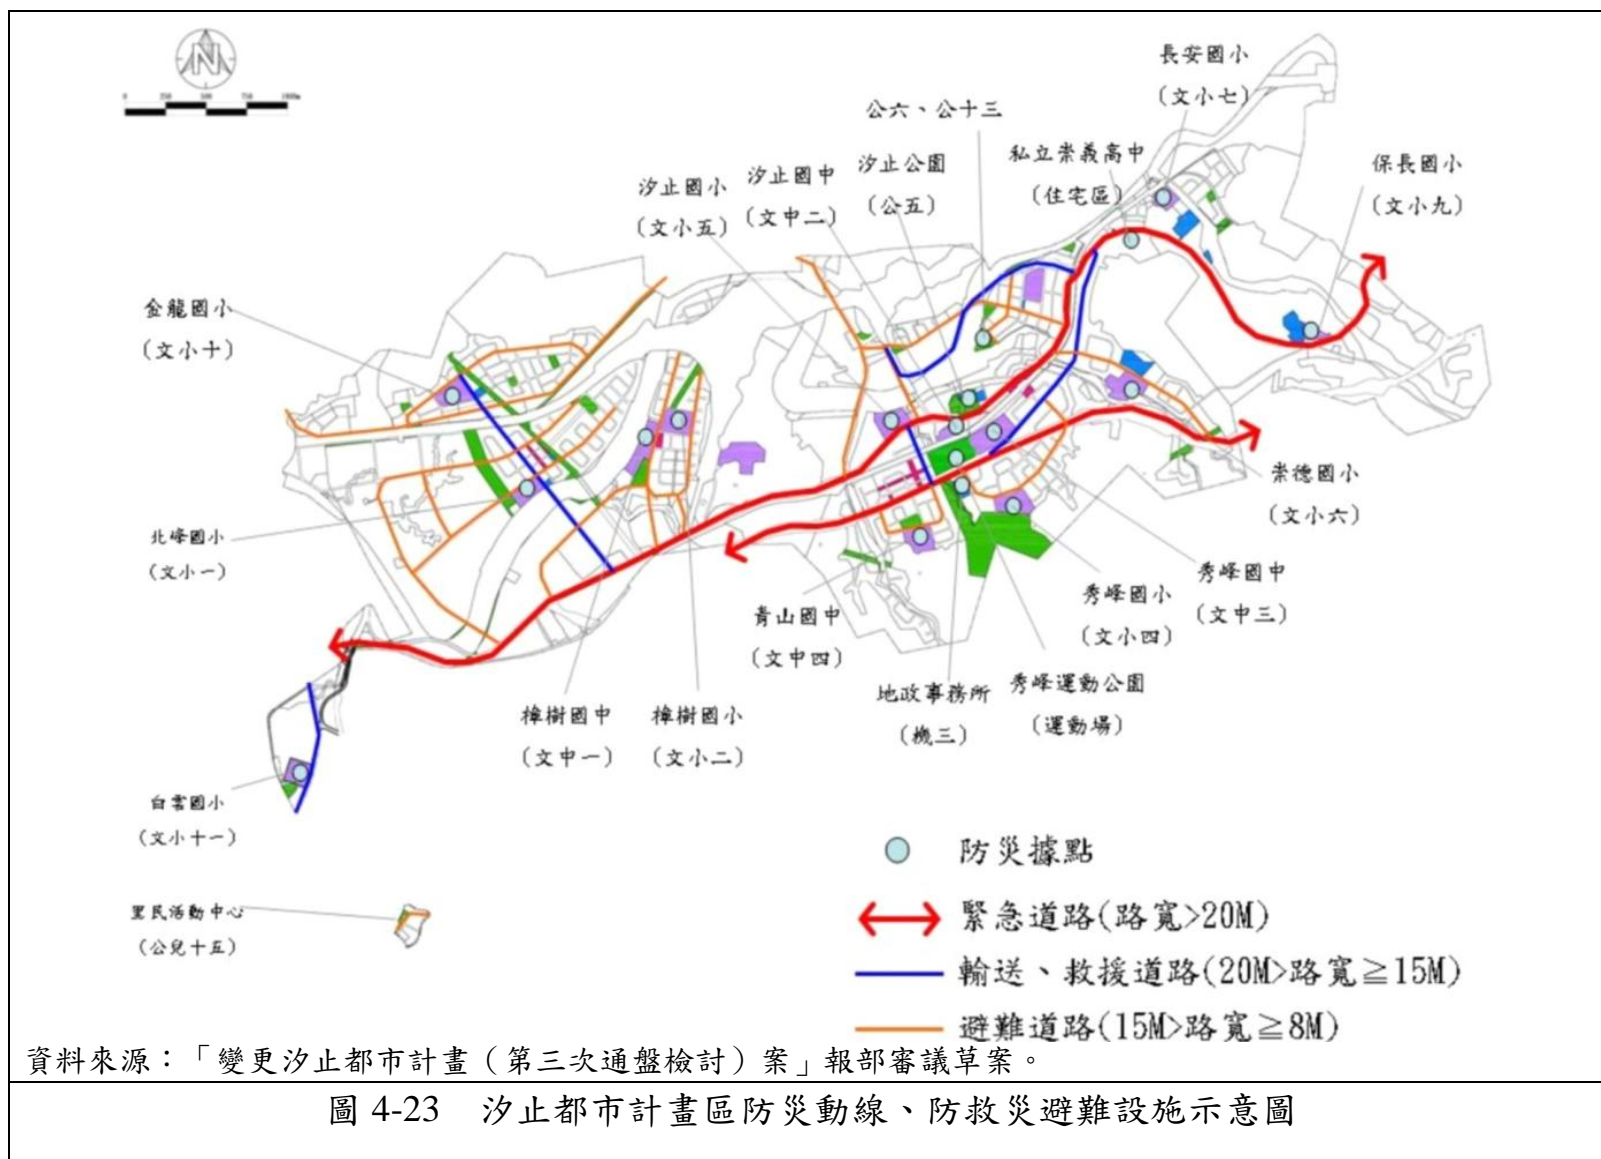 N
0 250 500 750 1000m
長安國小
(文小七)
公六、公十三
私立崇義高中
(住宅區)
汐止公園
(公五)
汐止國中
(文中二)
汐止國小
(文小五)
保長國小
(文小九)
金龍國小
(文小十)
北峰國小
(文小一)
崇德國小
(文小六)
秀峰國中
(文中三)
秀峰國小
(文小四)
青山國中
(文中四)
地政事務所
(機三)
秀峰運動公園
(運動場)
樟樹國中
(文中一)
樟樹國小
(文小二)
白雲國小
(文小十一)
里民活動中心
(公兒十五)
防災據點
緊急道路(路寬>20M)
輸送、救援道路(20M>路寬≧15M)
避難道路(15M>路寬≧8M)
資料來源：「變更汐止都市計畫（第三次通盤檢討）案」報部審議草案。
圖 4-23 汐止都市計畫區防災動線、防救災避難設施示意圖